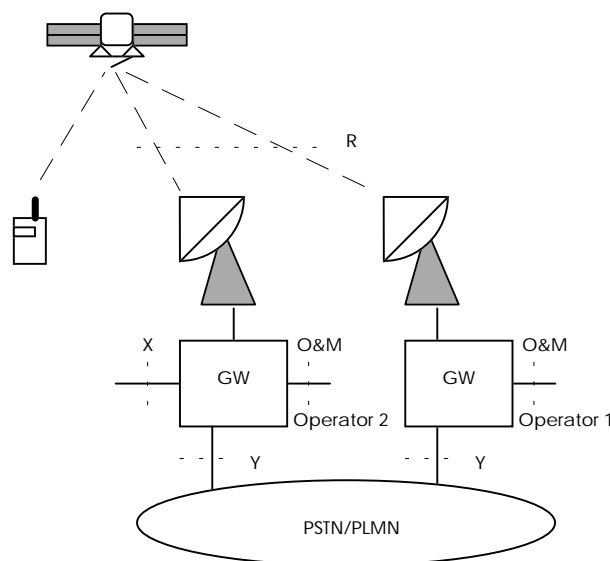 R
X
O&M
O&M
GW
GW
Operator 2
Operator 1
Y
Y
PSTN/PLMN